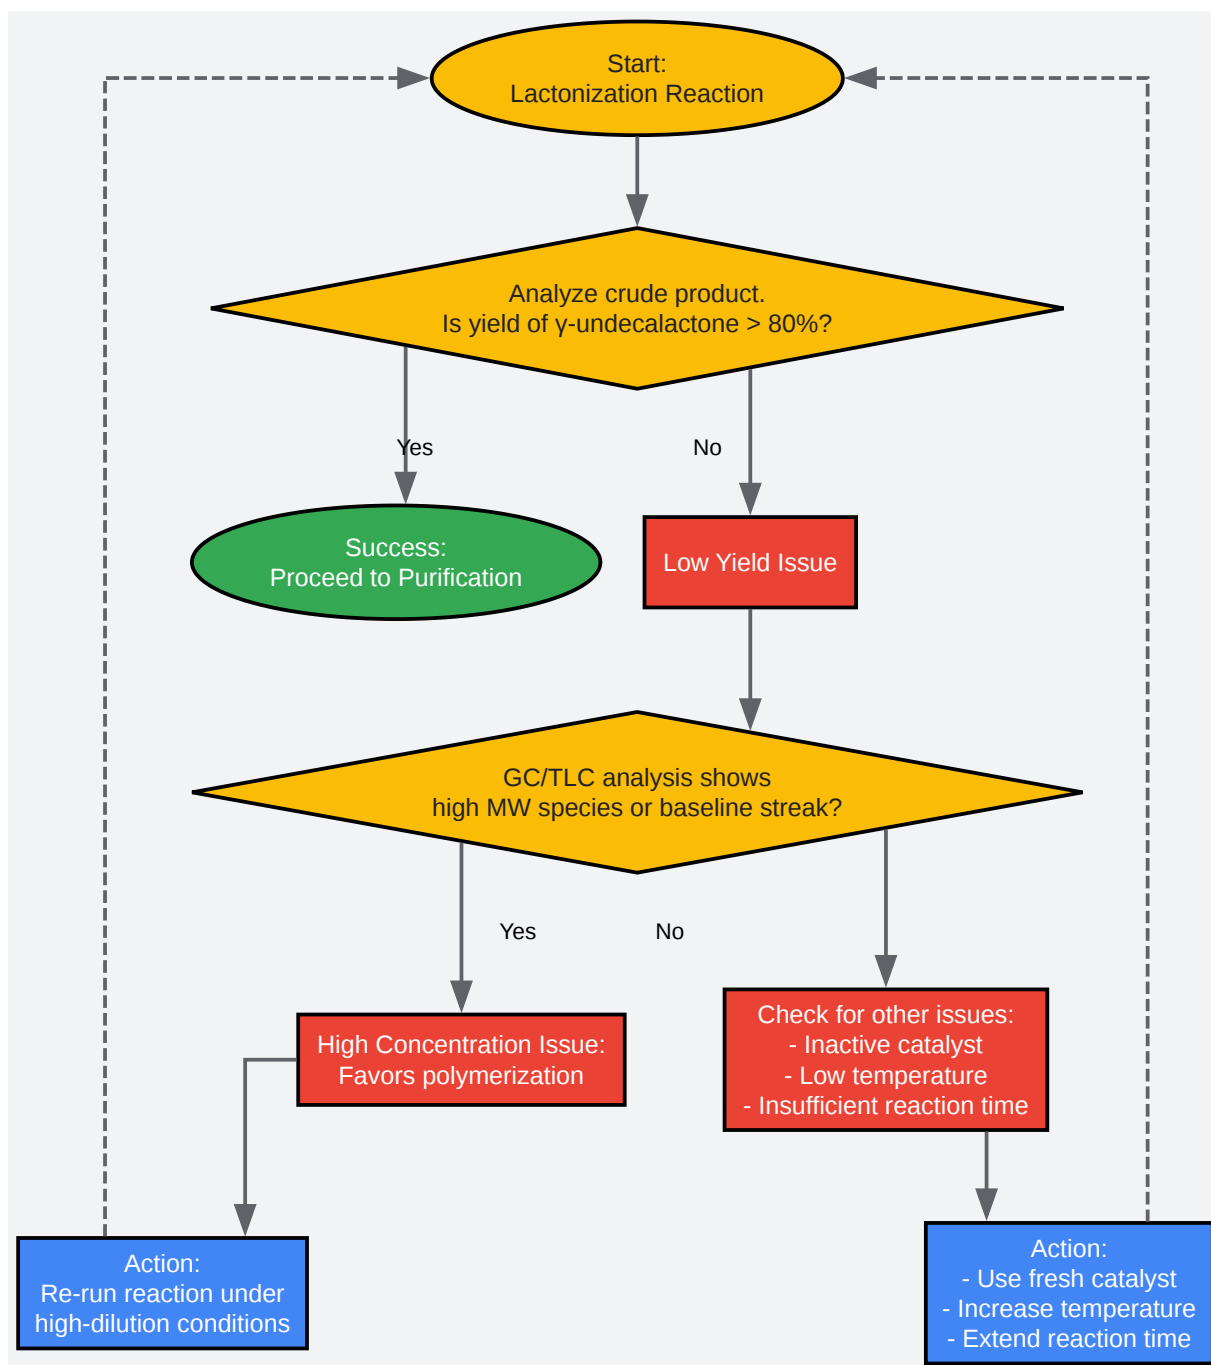 Start:
Lactonization Reaction
Analyze crude product.
Is yield of γ-undecalactone > 80%?
Yes
No
Success:
Proceed to Purification
Low Yield Issue
GC/TLC analysis shows
high MW species or baseline streak?
Yes
No
High Concentration Issue:
Favors polymerization
Check for other issues:
- Inactive catalyst
- Low temperature
- Insufficient reaction time
Action:
Re-run reaction under
high-dilution conditions
Action:
- Use fresh catalyst
- Increase temperature
- Extend reaction time